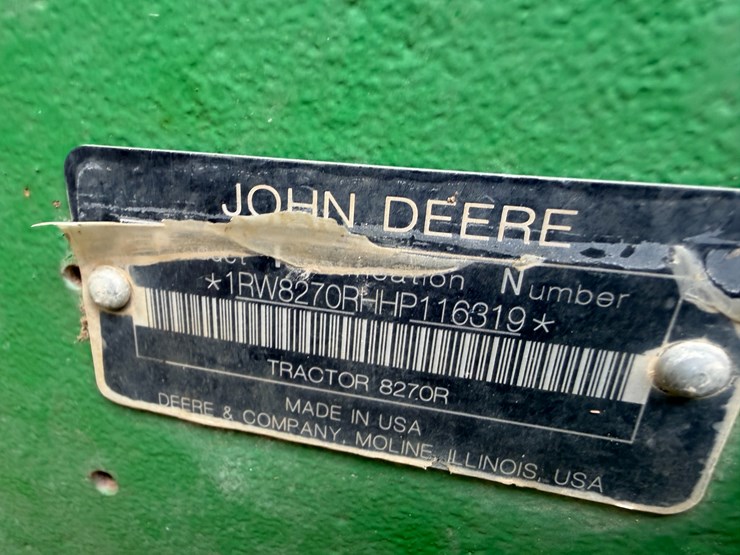 JOHN DEERE
Number
*1RW8270RHHP116319*
TRACTOR 8270R
MADE IN USA
DEERE & COMPANY, MOLINE, ILLINOIS, USA